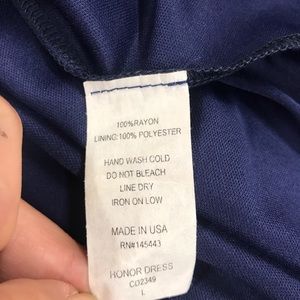 100%RAYON
LINING:100% POLYESTER
HAND WASH COLD
DO NOT BLEACH
LINE DRY
IRON ON LOW
MADE IN USA
RN#145443
HONOR DRESS
CD2349
L